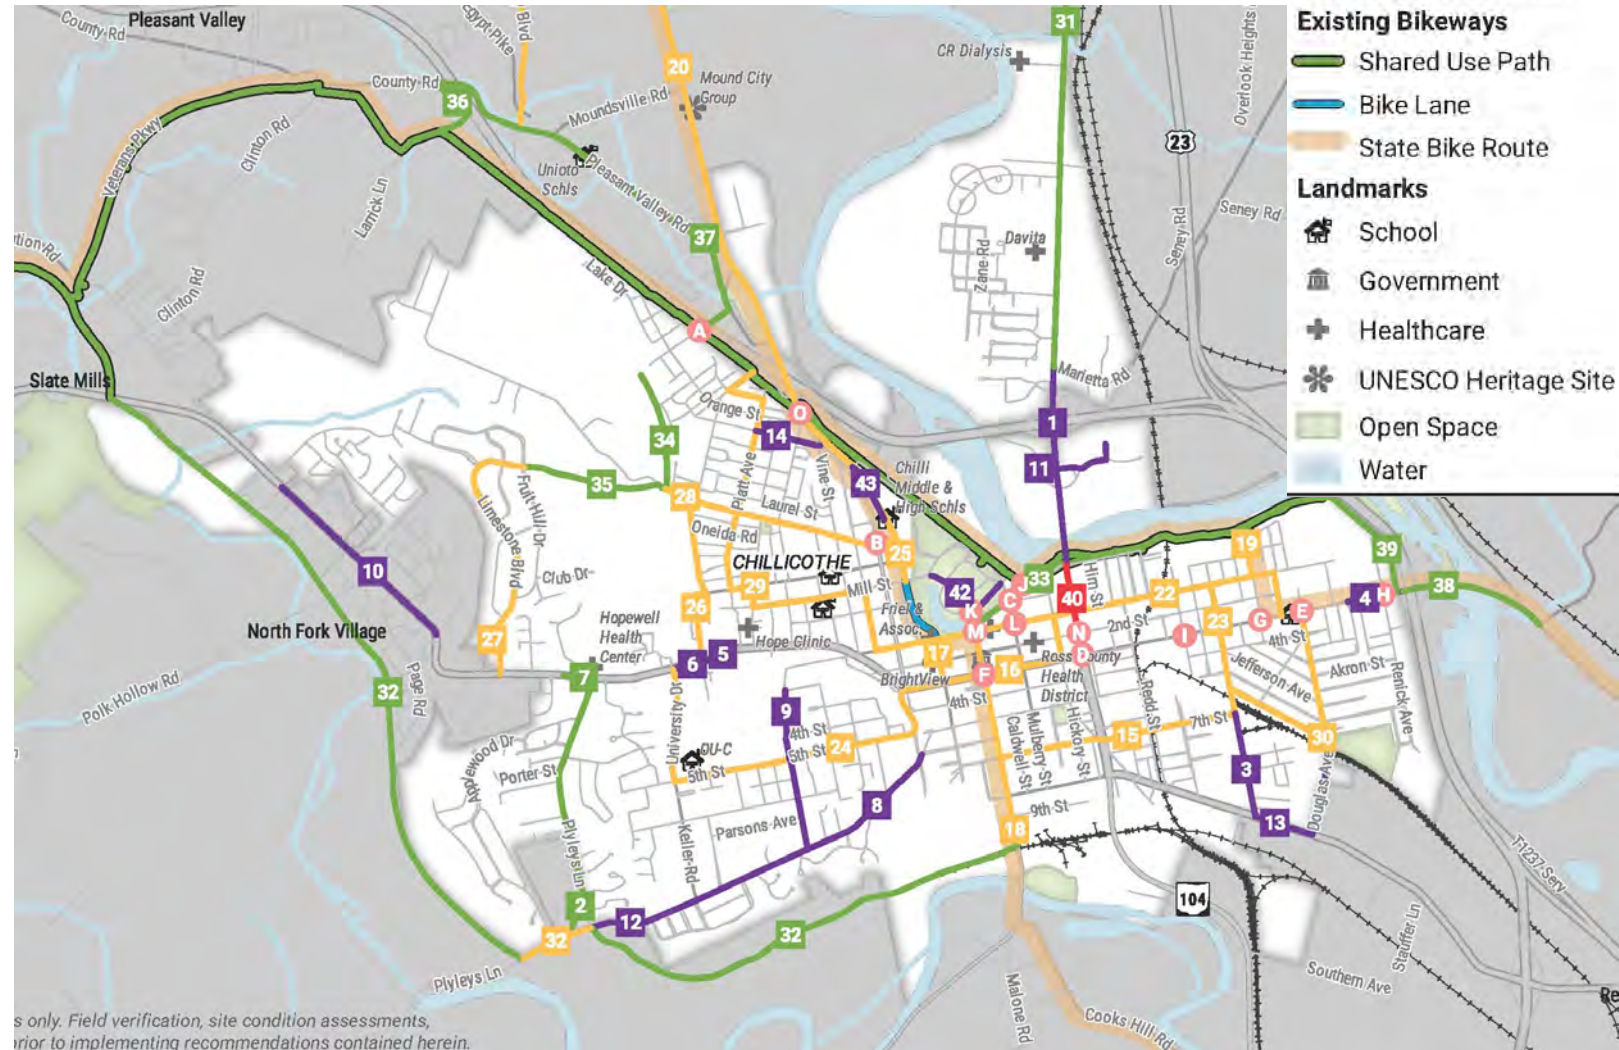 Pleasant Valley
County Rd
Egypt Pike
Blvd
31
20
CR Dialysis
Mound City
Group
County Rd
36
Moundsville Rd
Veterans Pkwy
Clinton Rd
Unioto
Schls
Pleasant Valley Rd
23
Overlook Heights
Seney Rd
Seney Rd
Larrick Ln
37
Davita
Zane Rd
Clinton Rd
Lake Dr
A
Slate Mills
Marietta Rd
Orange St
O
1
14
34
11
Platt Ave
Vine St
43
Chilli
Middle &
High Schls
35
28
Laurel St
Fruit Hill Dr
Limestone Blvd
Oneida Rd
B
25
19
39
CHILLICOTHE
10
Club Dr
29
Mill St
33
J
Hirn St
42
C
40
22
4
H
38
26
Hopewell
Health
Center
Friel &
Assoc.
K
L
M
N
2nd St
23
G
E
I
4th St
North Fork Village
27
Hope Clinic
5
6
17
16
Ross County
Health
District
D
BrightView
F
Jefferson Ave
Akron St
Renick Ave
7
32
Page Rd
Polk Hollow Rd
University Dr
9
4th St
4th St
Caldwell St
Mulberry St
Hickory St
Redd St
7th St
15
30
24
5th St
OU-C
5th St
Applewood Dr
Porter St
3
Douglas Ave
8
Parsons Ave
9th St
18
13
Plyleys Ln
Keller Rd
T1237 Serv
104
2
12
32
32
Plyleys Ln
Stauffer Ln
Southern Ave
Malone Rd
Cooks Hill Rd
s only. Field verification, site condition assessments,
prior to implementing recommendations contained herein.
Existing Bikeways
Shared Use Path
Bike Lane
State Bike Route
Landmarks
School
Government
Healthcare
UNESCO Heritage Site
Open Space
Water